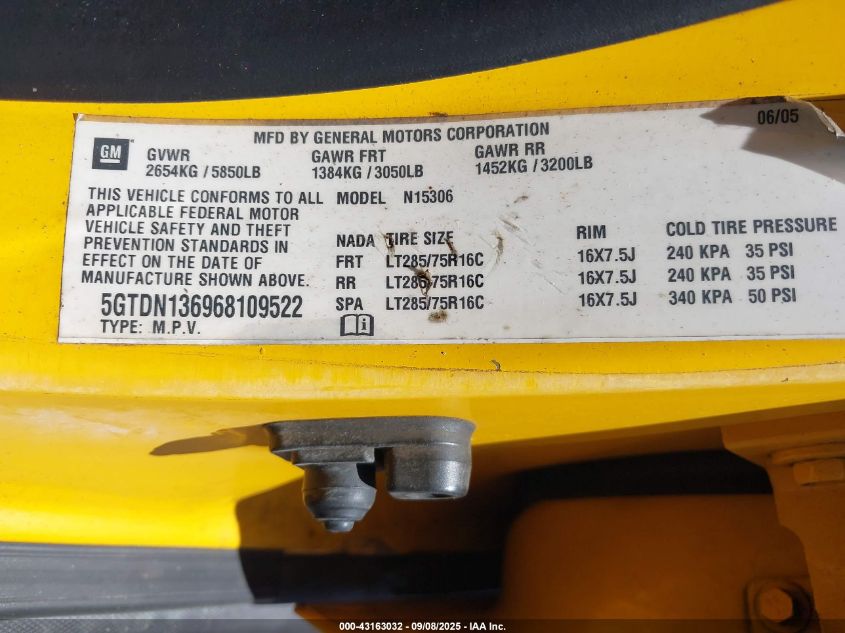 MFD BY GENERAL MOTORS CORPORATION 06/05
GM GVWR GAWR FRT GAWR RR
2654KG / 5850LB 1384KG / 3050LB 1452KG / 3200LB
THIS VEHICLE CONFORMS TO ALL
APPLICABLE FEDERAL MOTOR
VEHICLE SAFETY AND THEFT
PREVENTION STANDARDS IN
EFFECT ON THE DATE OF
MANUFACTURE SHOWN ABOVE.
5GTDN136968109522
TYPE: M.P.V.
MODEL N15306
NADA TIRE SIZE RIM COLD TIRE PRESSURE
FRT LT285/75R16C 16X7.5J 240 KPA 35 PSI
RR LT285/75R16C 16X7.5J 240 KPA 35 PSI
SPA LT285/75R16C 16X7.5J 340 KPA 50 PSI
000-43163032 - 09/08/2025 - IAA Inc.